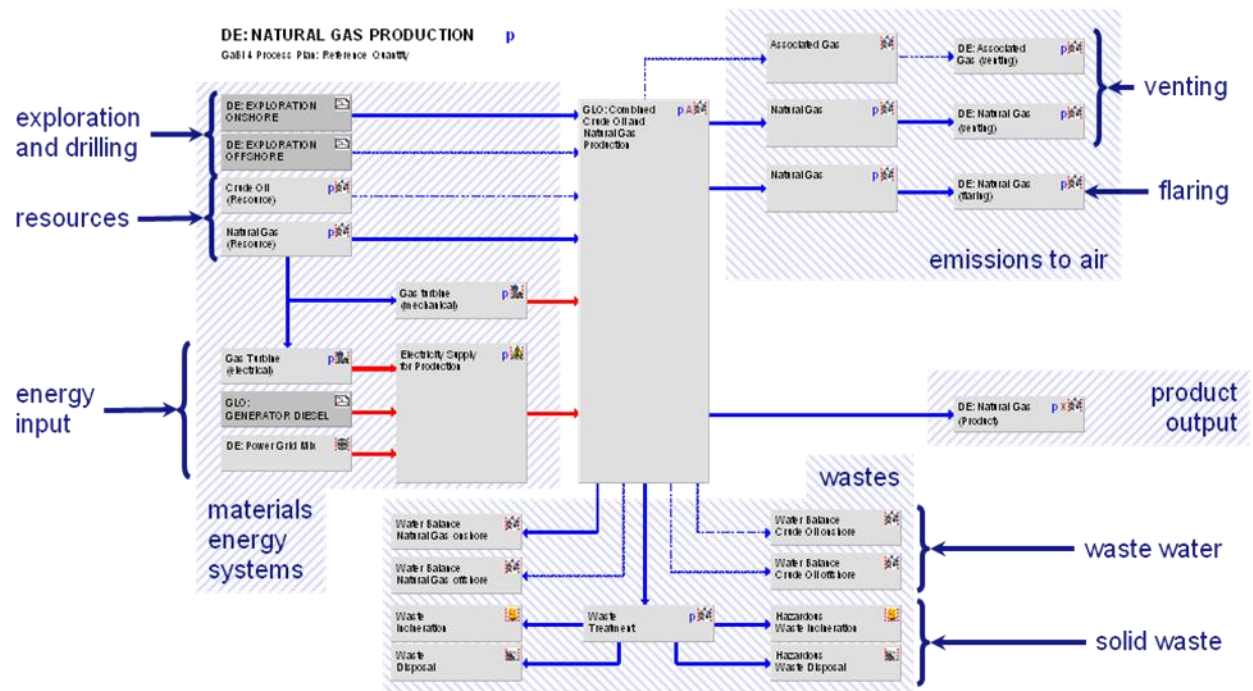 DE: NATURAL GAS PRODUCTION p
GaBi4 Process Plan: Reference Quantity
exploration
and drilling
resources
energy
input
materials
energy
systems
DE: EXPLORATION
ONSHORE
DE: EXPLORATION
OFFSHORE
Crude Oil
(Resource)
p
Natural Gas
(Resource)
p
Gas turbine
(mechanical)
p
Gas Turbine
(electrical)
p
GLO:
GENERATOR DIESEL
DE: Power Grid Mix
Electricity Supply
for Production
p
GLO: Combined
Crude Oil and
Natural Gas
Production
p A
Associated Gas
DE: Associated
Gas (venting)
p
Natural Gas
p
DE: Natural Gas
(venting)
p
Natural Gas
p
DE: Natural Gas
(flaring)
p
venting
flaring
emissions to air
DE: Natural Gas
(Product)
p X
product
output
wastes
Water Balance
Natural Gas onshore
Water Balance
Natural Gas offshore
Waste
Incineration
Waste
Disposal
Waste
Treatment
p
Water Balance
Crude Oil onshore
Water Balance
Crude Oil offshore
Hazardous
Waste Incineration
Hazardous
Waste Disposal
waste water
solid waste